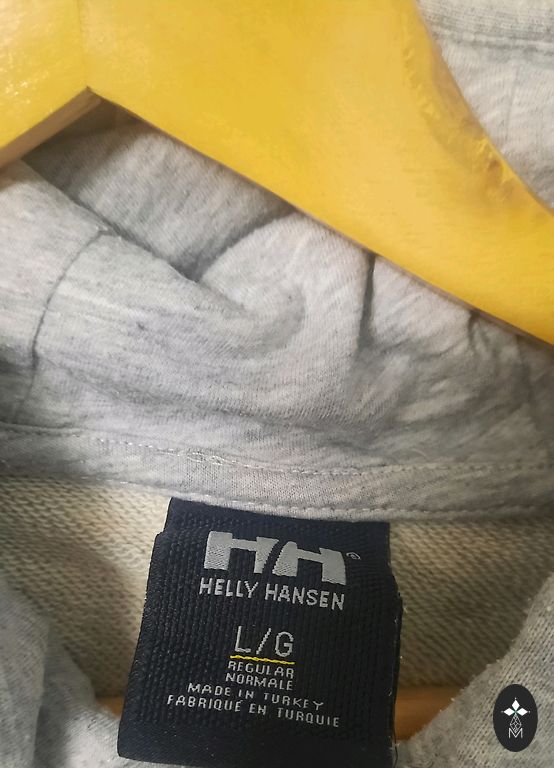 HH®
HELLY HANSEN
L/G
REGULAR
NORMALE
MADE IN TURKEY
FABRIQUE EN TURQUIE
M